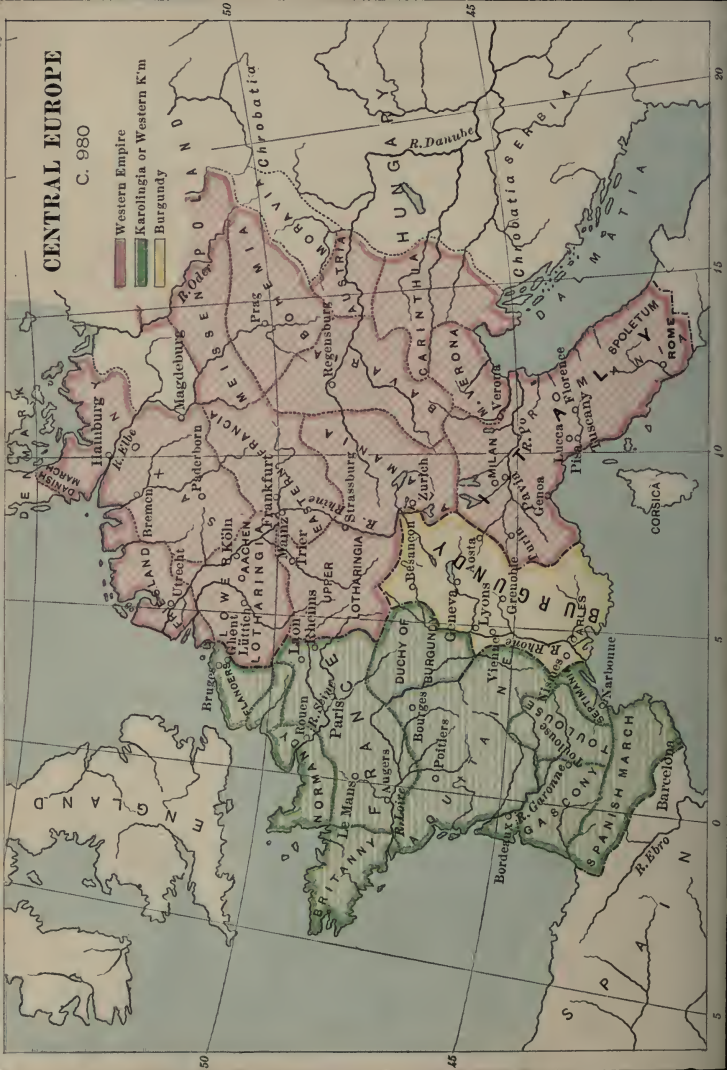 CENTRAL EUROPE
C. 980
Western Empire
Karolingia or Western K'm
Burgundy
50
45
20
15
10
5
0
5
50
45
DENMARK
DANISH MARCH
Hamburg
R. Elbe
Bremen
SAXONY
Magdeburg
Paderborn
R. Oder
POLAND
Chrobatia
MEISSEN
Prag
BOHEMIA
MORAVIA
FRIESLAND
Utrecht
LOWER
LOTHARINGIA
Köln
AACHEN
Lüttich
Ghent
Bruges
FLANDERS
EASTERN FRANCIA
Frankfurt
Mainz
Trier
R. Rhine
Strassburg
UPPER
LOTHARINGIA
ALAMANNIA
Zurich
Regensburg
BAVARIA
AUSTRIA
CARINTHIA
HUNGARY
R. Danube
Chrobatia
SERBIA
DALMATIA
M. VERONA
Verona
MILAN
Pavia
R. Po
Turin
Genoa
Lucca
Florence
Pisa
Tuscany
SPOLETUM
ROME
ITALY
CORSICA
ENGLAND
NORMANDY
Rouen
R. Seine
Laon
Rheims
Paris
FRANCE
Le Mans
BRITANNY
Angers
R. Loire
Bourges
DUCHY OF
BURGUNDY
Poitiers
AQUITAINE
Bordeaux
R. Garonne
GASCONY
Toulouse
TOULOUSE
Nismes
SEPTIMANIA
Narbonne
SPANISH MARCH
Barcelona
R. Ebro
SPAIN
BURGUNDY
Besançon
Geneva
Aosta
Lyons
Grenoble
Vienne
R. Rhone
ARLES